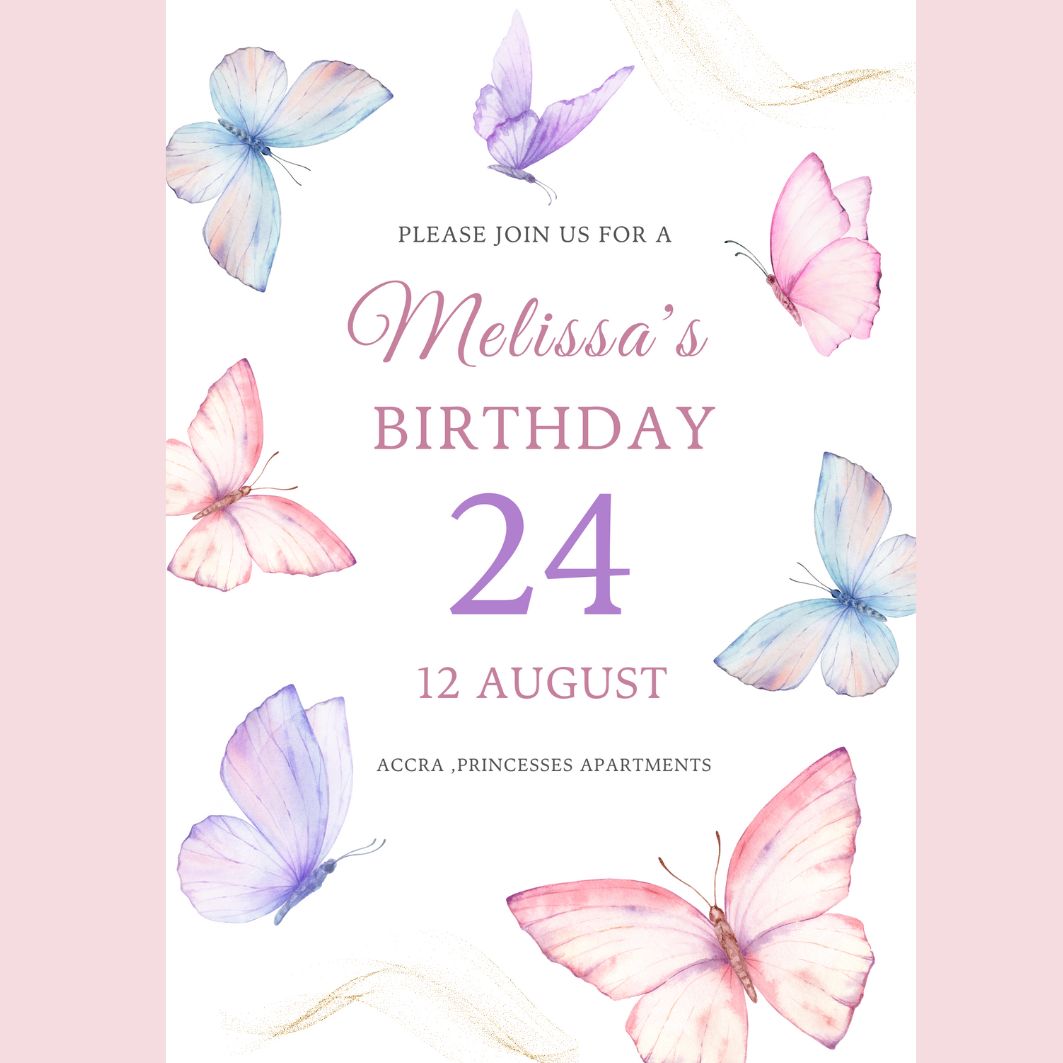 PLEASE JOIN US FOR A
Melissa's
BIRTHDAY
24
12 AUGUST
ACCRA ,PRINCESSES APARTMENTS